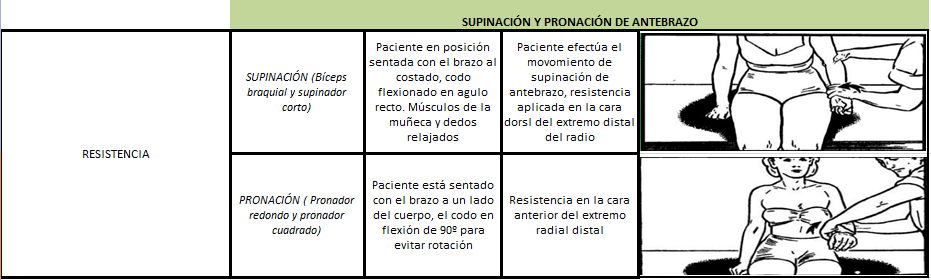 SUPINACIÓN Y PRONACIÓN DE ANTEBRAZO
RESISTENCIA
SUPINACIÓN (Bíceps
braquial y supinador
corto)
Paciente en posición
sentada con el brazo al
costado, codo
flexionado en agulo
recto. Músculos de la
muñeca y dedos
relajados
Paciente efectúa el
movomiento de
supinación de
antebrazo, resistencia
aplicada en la cara
dorsl del extremo distal
del radio
PRONACIÓN ( Pronador
redondo y pronador
cuadrado)
Paciente está sentado
con el brazo a un lado
del cuerpo, el codo en
flexión de 90º para
evitar rotación
Resistencia en la cara
anterior del extremo
radial distal